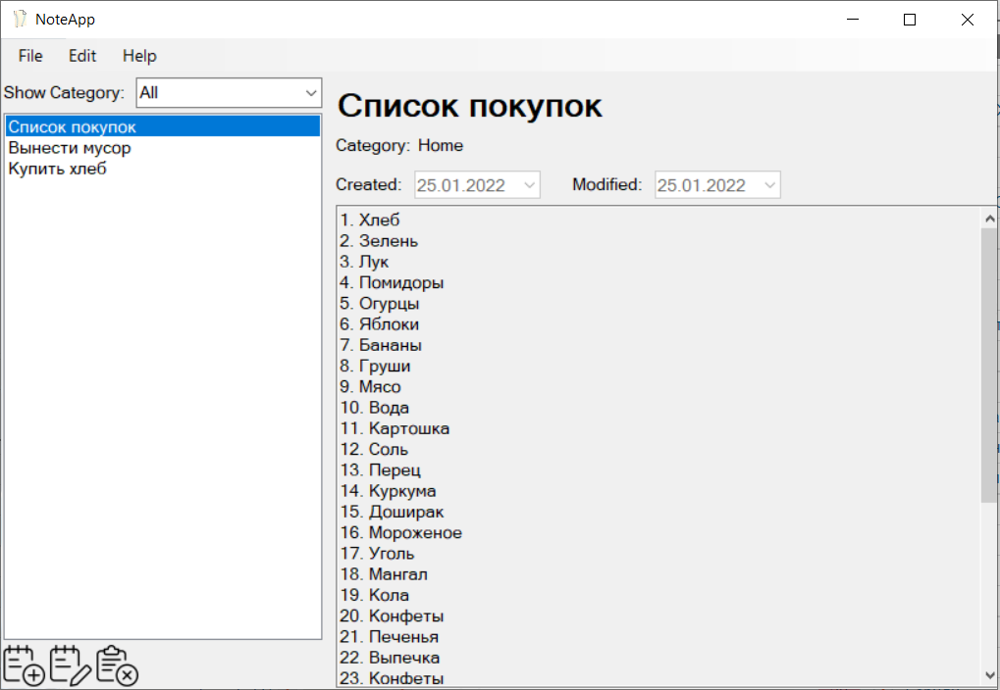 NoteApp
File Edit Help
Show Category: All
Список покупок
Вынести мусор
Купить хлеб
Список покупок
Category: Home
Created: 25.01.2022 Modified: 25.01.2022
1. Хлеб
2. Зелень
3. Лук
4. Помидоры
5. Огурцы
6. Яблоки
7. Бананы
8. Груши
9. Мясо
10. Вода
11. Картошка
12. Соль
13. Перец
14. Куркума
15. Доширак
16. Мороженое
17. Уголь
18. Мангал
19. Кола
20. Конфеты
21. Печенья
22. Выпечка
23. Конфеты